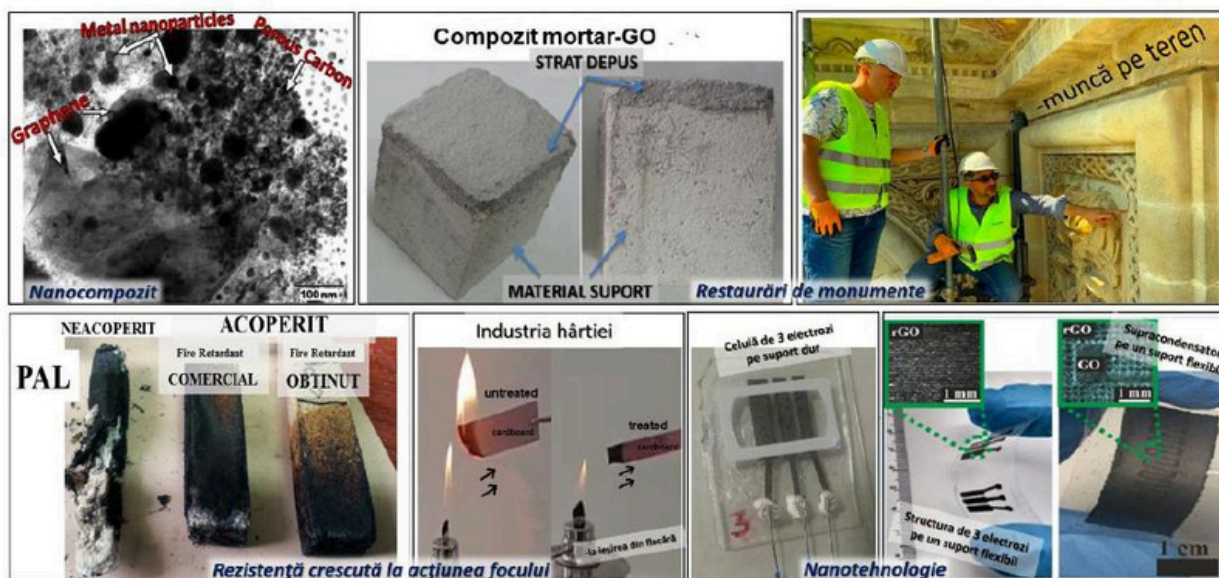 Metal nanoparticles
Porous Carbon
Graphene
100 nm
Nanocompozit
Compozit mortar-GO
STRAT DEPUS
MATERIAL SUPORT
-muncă pe teren
Restaurări de monumente
NEACOPERIT
ACOPERIT
PAL
Fire Retardant
COMERCIAL
Fire Retardant
OBTINUT
Industria hârtiei
untreated
cardboard
treated
cardboard
-la ieșirea din flacără
Rezistență crescută la acțiunea focului
Celulă de 3 electrozi
pe suport dur
3
rGO
1 mm
rGO
GO
1 mm
Supracondensator
pe un suport flexibil
Structura de 3 electrozi
pe un suport flexibil
1 cm
Nanotehnologie